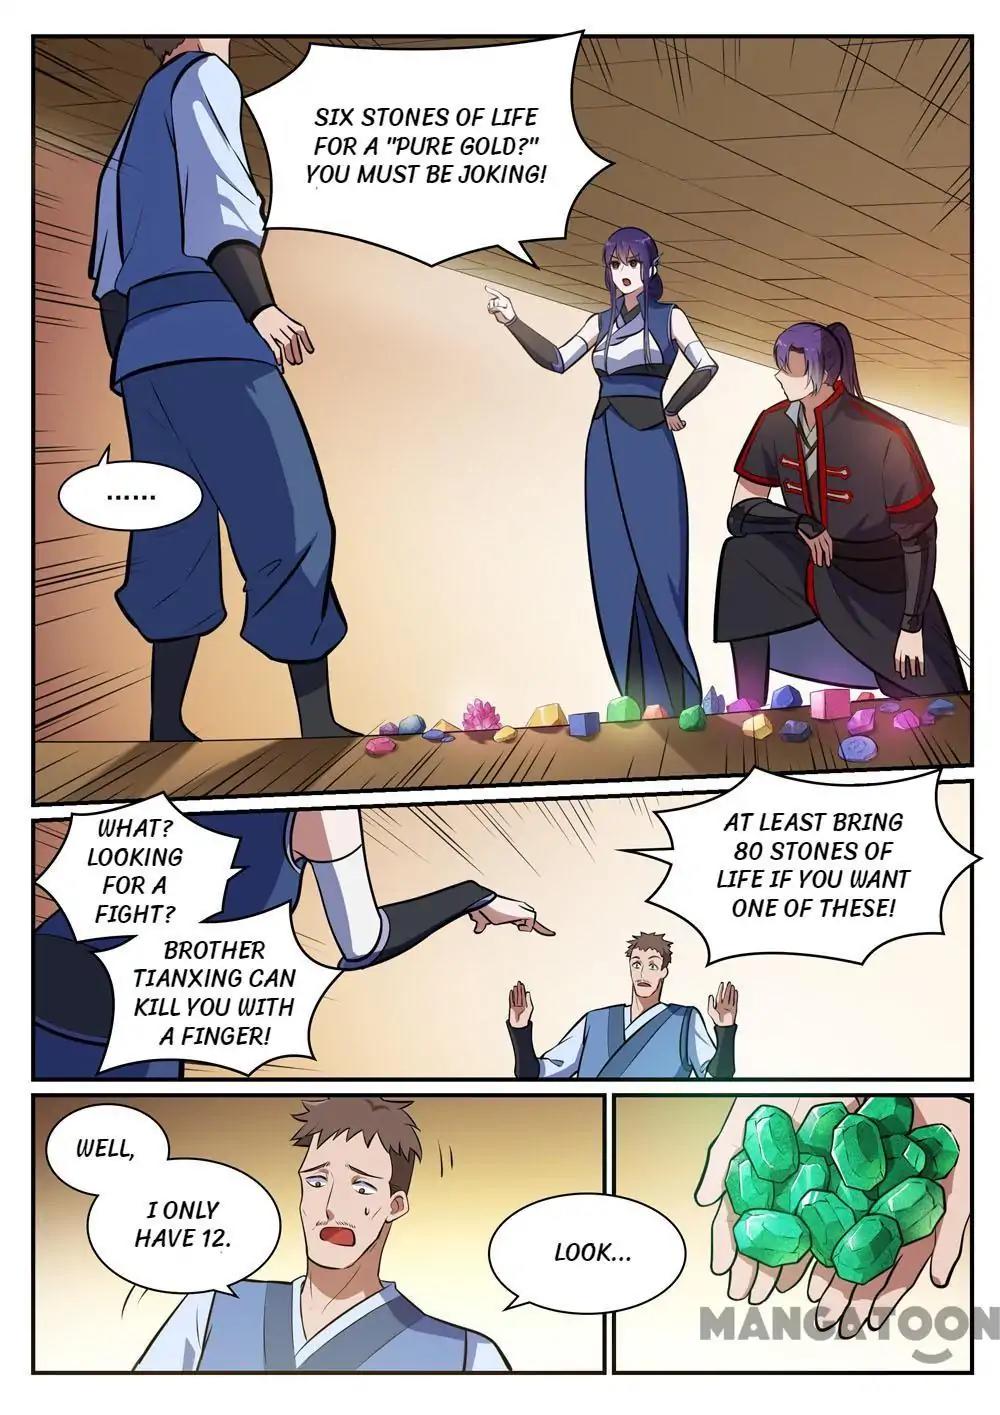 SIX STONES OF LIFE
FOR A "PURE GOLD?"
YOU MUST BE JOKING!
......
WHAT?
LOOKING
FOR A
FIGHT?
BROTHER
TIANXING CAN
KILL YOU WITH
A FINGER!
AT LEAST BRING
80 STONES OF
LIFE IF YOU WANT
ONE OF THESE!
WELL,
I ONLY
HAVE 12.
LOOK...
MANGATOON